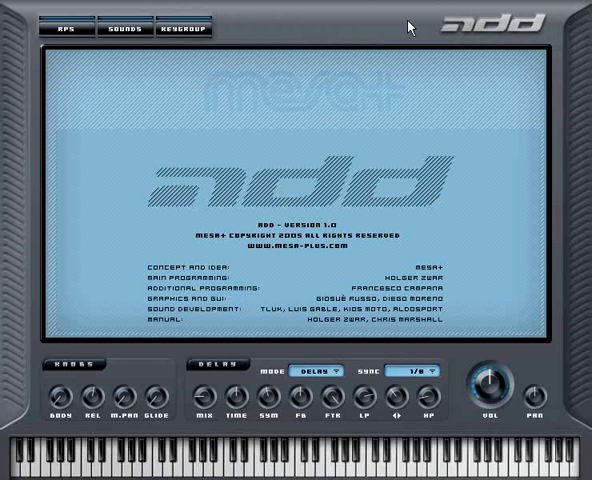 RPS SOUNDS KEYGROUP add
mesa+
add
ADD - VERSION 1.0
MESA+ COPYRIGHT 2005 ALL RIGHTS RESERVED
WWW.MESA-PLUS.COM
CONCEPT AND IDEA: MESA+
MAIN PROGRAMMING: HOLGER ZWAR
ADDITIONAL PROGRAMMING: FRANCESCO CAMPANA
GRAPHICS AND GUI: GIOSUÈ RUSSO, DIEGO MORENO
SOUND DEVELOPMENT: TLUK, LUIS GABLE, KIDS MOTO, ALDOSPORT
MANUAL: HOLGER ZWAR, CHRIS MARSHALL
KNOBS DELAY
MODE DELAY SYNC 1/8
BODY REL M.PAN GLIDE MIX TIME SYM FB FTR LP HP VOL PAN